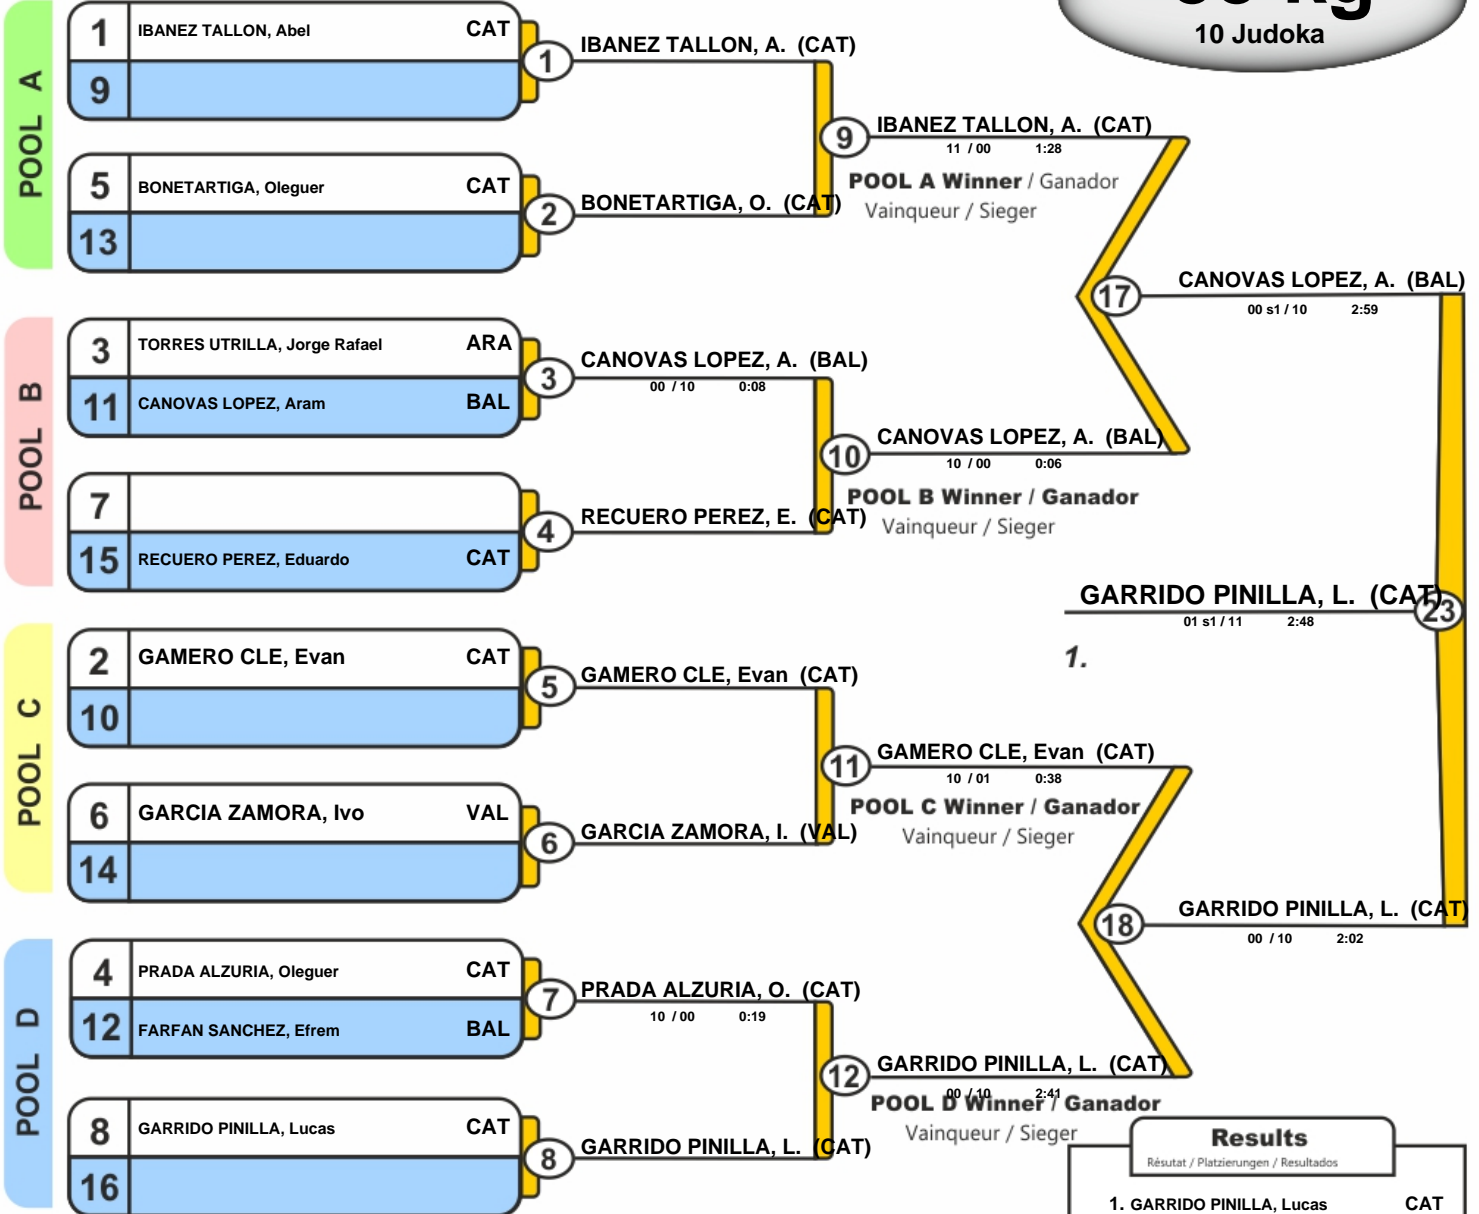 10 Judoka
POOL A
1 IBANEZ TALLON, Abel CAT
9
1
IBANEZ TALLON, A. (CAT)
5 BONETARTIGA, Oleguer CAT
13
2
BONETARTIGA, O. (CAT)
9
IBANEZ TALLON, A. (CAT)
11 / 00 1:28
POOL A Winner / Ganador
Vainqueur / Sieger
POOL B
3 TORRES UTRILLA, Jorge Rafael ARA
11 CANOVAS LOPEZ, Aram BAL
3
CANOVAS LOPEZ, A. (BAL)
00 / 10 0:08
7
15 RECUERO PEREZ, Eduardo CAT
4
RECUERO PEREZ, E. (CAT)
10
CANOVAS LOPEZ, A. (BAL)
10 / 00 0:06
POOL B Winner / Ganador
Vainqueur / Sieger
17
CANOVAS LOPEZ, A. (BAL)
00 s1 / 10 2:59
GARRIDO PINILLA, L. (CAT)
23
01 s1 / 11 2:48
1.
POOL C
2 GAMERO CLE, Evan CAT
10
5
GAMERO CLE, Evan (CAT)
6 GARCIA ZAMORA, Ivo VAL
14
6
GARCIA ZAMORA, I. (VAL)
11
GAMERO CLE, Evan (CAT)
10 / 01 0:38
POOL C Winner / Ganador
Vainqueur / Sieger
18
GARRIDO PINILLA, L. (CAT)
00 / 10 2:02
POOL D
4 PRADA ALZURIA, Oleguer CAT
12 FARFAN SANCHEZ, Efrem BAL
7
PRADA ALZURIA, O. (CAT)
10 / 00 0:19
8 GARRIDO PINILLA, Lucas CAT
16
8
GARRIDO PINILLA, L. (CAT)
12
GARRIDO PINILLA, L. (CAT)
00 / 10 2:41
POOL D Winner / Ganador
Vainqueur / Sieger
Results
Résutat / Platzierungen / Resultados
1. GARRIDO PINILLA, Lucas CAT